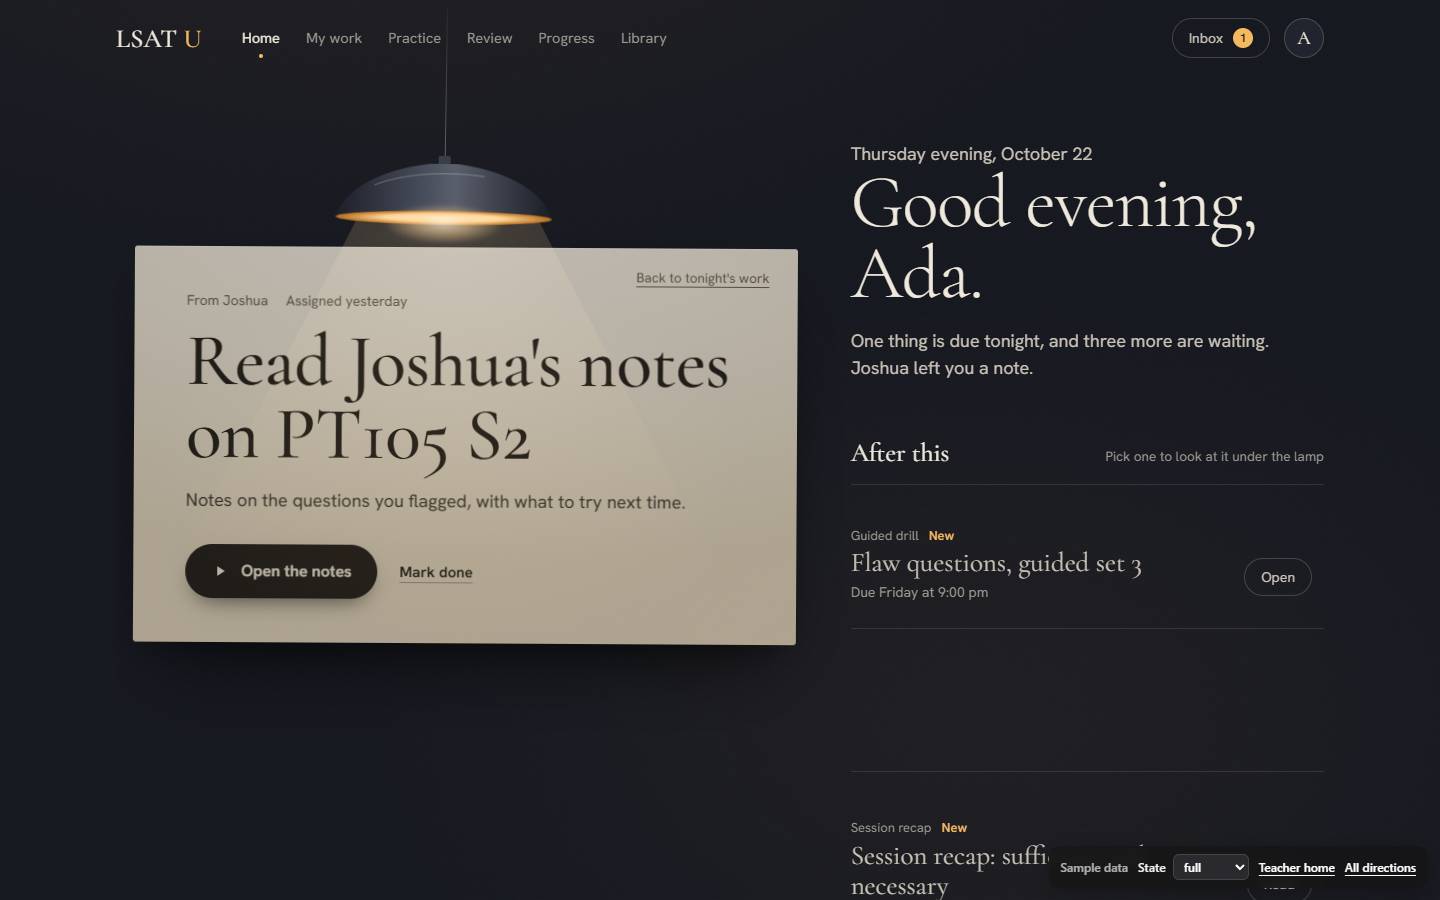 LSAT U
Home My work Practice Review Progress Library
Inbox 1
A
Back to tonight's work
From Joshua Assigned yesterday
Read Joshua's notes
on PT105 S2
Notes on the questions you flagged, with what to try next time.
Open the notes Mark done
Thursday evening, October 22
Good evening,
Ada.
One thing is due tonight, and three more are waiting.
Joshua left you a note.
After this
Pick one to look at it under the lamp
Guided drill New
Flaw questions, guided set 3
Due Friday at 9:00 pm
Open
Session recap New
Session recap:
necessary
Sample data State full Teacher home All directions